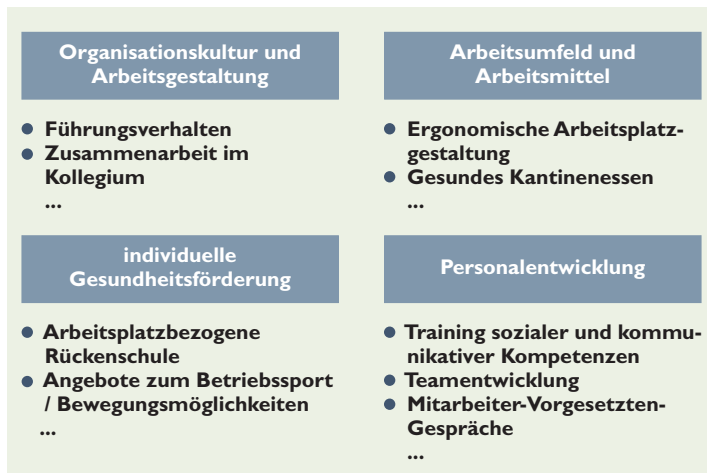 Organisationskultur und
Arbeitsgestaltung
● Führungsverhalten
● Zusammenarbeit im
Kollegium
...
Arbeitsumfeld und
Arbeitsmittel
● Ergonomische Arbeitsplatz-
gestaltung
● Gesundes Kantinenessen
...
individuelle
Gesundheitsförderung
● Arbeitsplatzbezogene
Rückenschule
● Angebote zum Betriebssport
/ Bewegungsmöglichkeiten
...
Personalentwicklung
● Training sozialer und kommu-
nikativer Kompetenzen
● Teamentwicklung
● Mitarbeiter-Vorgesetzten-
Gespräche
...